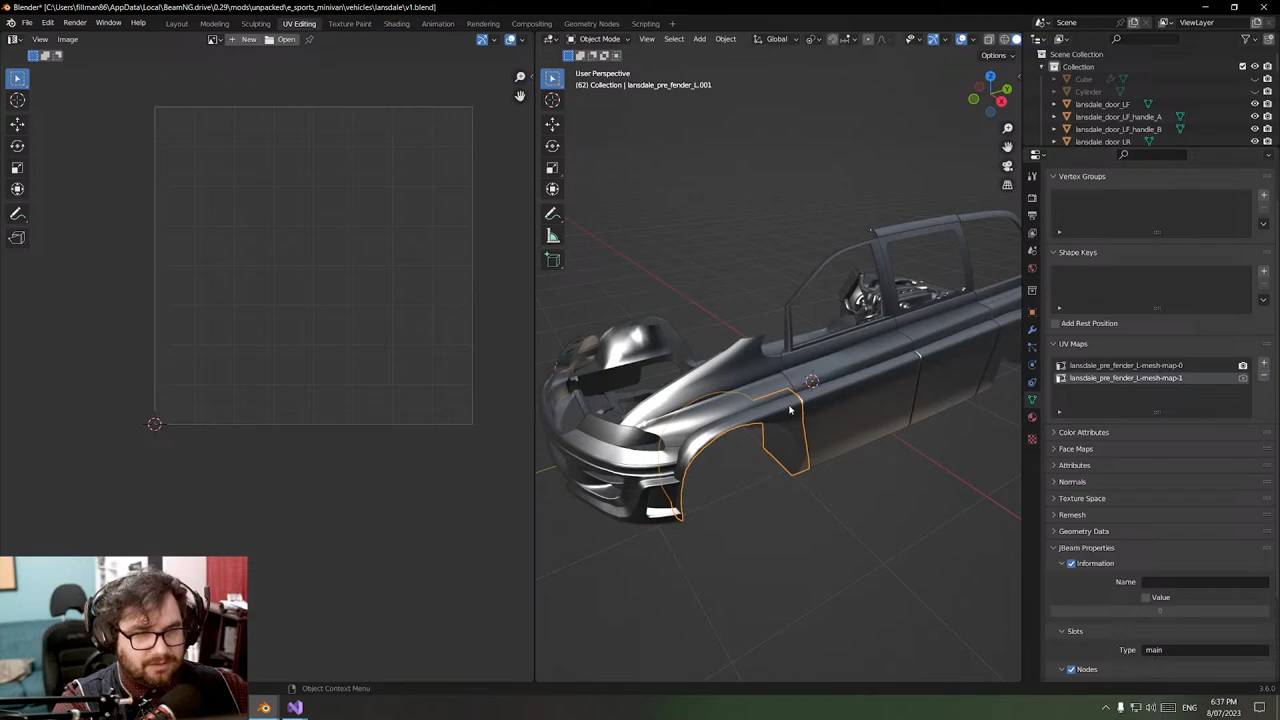 Blender* [C:\Users\fillman86\AppData\Local\BeamNG.drive\0.29\mods\unpacked\e_sports_minivan\vehicles\lansdale\v1.blend]
File Edit Render Window Help Layout Modeling Sculpting UV Editing Texture Paint Shading Animation Rendering Compositing Geometry Nodes Scripting + Scene ViewLayer
View Image New Open Object Mode View Select Add Object Global
Options
User Perspective
(62) Collection | lansdale_pre_fender_L.001
Z
Y
X
Scene Collection
Collection
Cube
Cylinder
lansdale_door_LF
lansdale_door_LF_handle_A
lansdale_door_LF_handle_B
lansdale_door_LR
Vertex Groups
Shape Keys
Add Rest Position
UV Maps
lansdale_pre_fender_L-mesh-map-0
lansdale_pre_fender_L-mesh-map-1
Color Attributes
Face Maps
Attributes
Normals
Texture Space
Remesh
Geometry Data
JBeam Properties
Information
Name
Value
0
Slots
Type main
Nodes
Object Context Menu
3.6.0
ENG
6:37 PM
8/07/2023